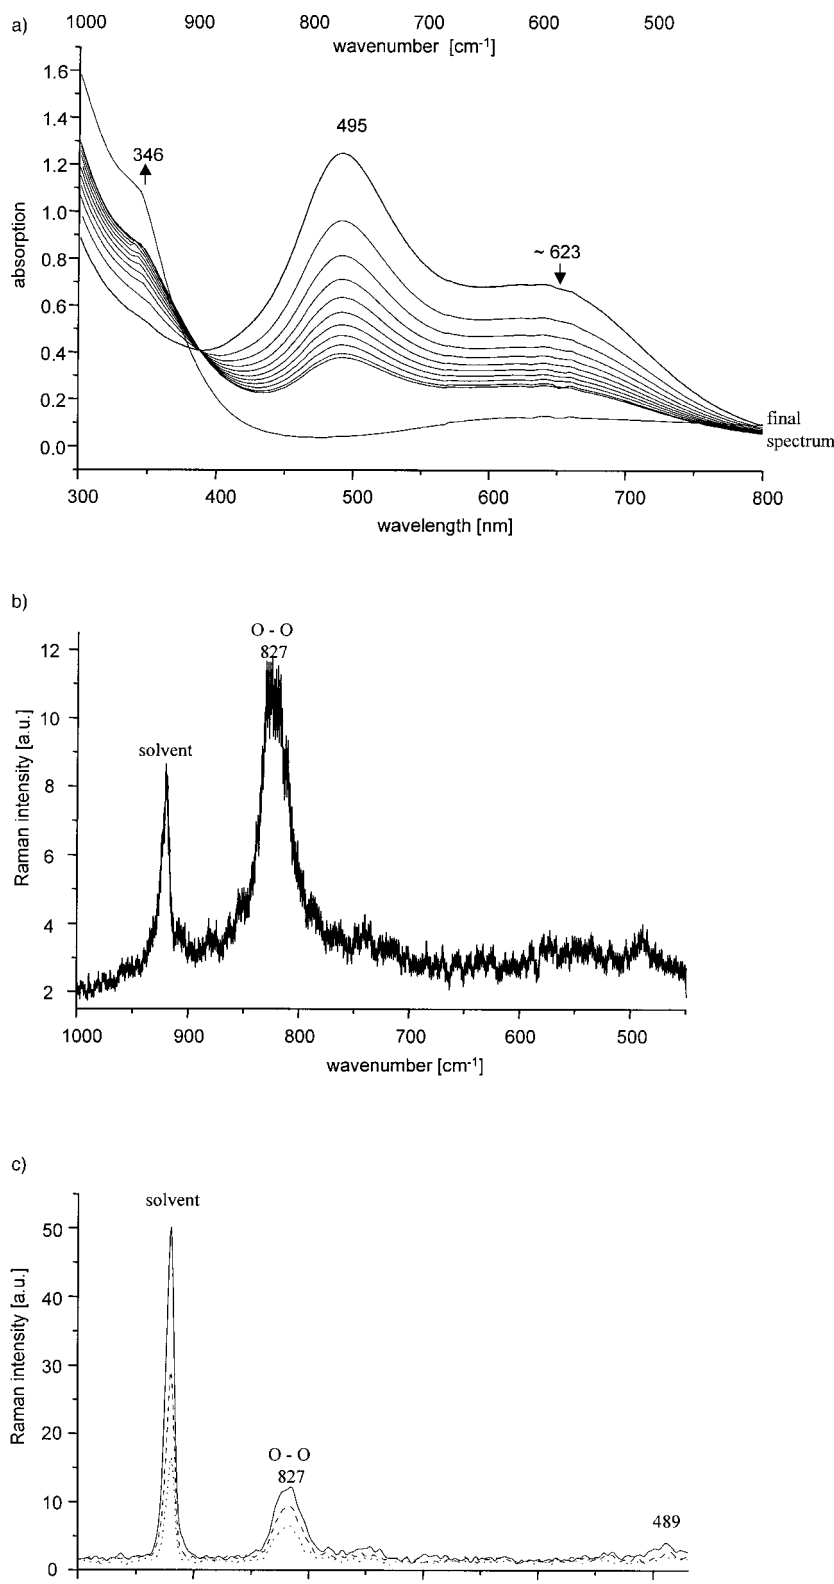 a)
1000 900 800 700 600 500
wavenumber [cm-1]
1.6
1.4
1.2
1.0
0.8
0.6
0.4
0.2
0.0
absorption
346
495
~ 623
final
spectrum
300 400 500 600 700 800
wavelength [nm]
b)
O - O
827
solvent
12
10
8
6
4
2
Raman intensity [a.u.]
1000 900 800 700 600 500
wavenumber [cm-1]
c)
solvent
50
40
30
20
10
0
Raman intensity [a.u.]
O - O
827
489